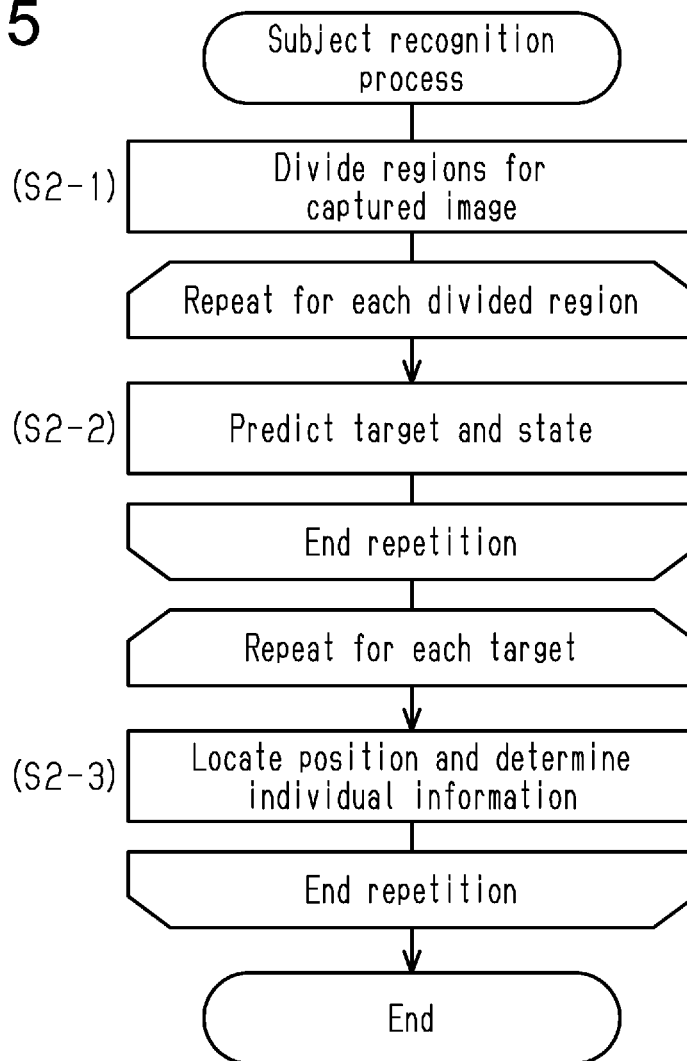 5
Subject recognition
process
(S2-1)
Divide regions for
captured image
Repeat for each divided region
(S2-2)
Predict target and state
End repetition
Repeat for each target
(S2-3)
Locate position and determine
individual information
End repetition
End